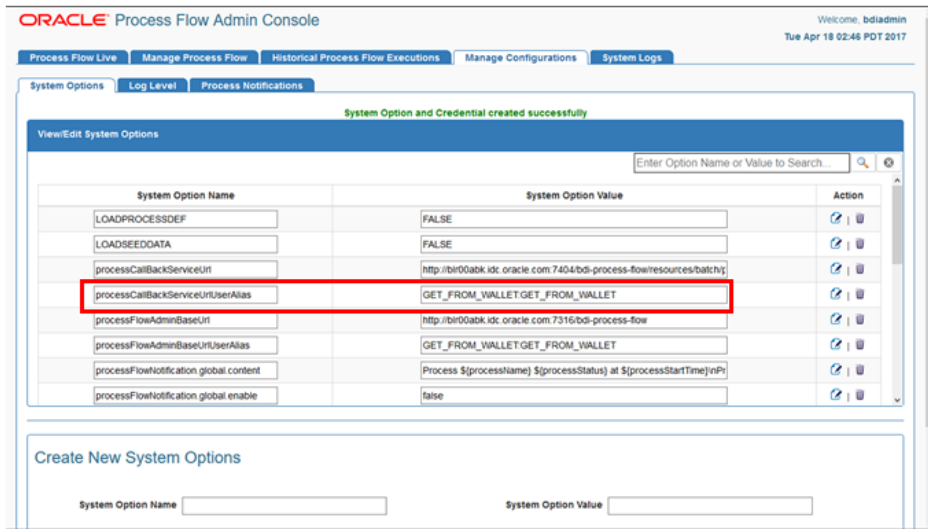 ORACLE® Process Flow Admin Console
Welcome, bdiadmin
Tue Apr 18 02:46 PDT 2017
Process Flow Live Manage Process Flow Historical Process Flow Executions Manage Configurations System Logs
System Options Log Level Process Notifications
System Option and Credential created successfully
View/Edit System Options
Enter Option Name or Value to Search...
System Option Name System Option Value Action
LOADPROCESSDEF FALSE |
LOADSEEDDATA FALSE |
processCallBackServiceUrl http://blr00abk.idc.oracle.com:7404/bdi-process-flow/resources/batch/p |
processCallBackServiceUrlUserAlias GET_FROM_WALLET:GET_FROM_WALLET |
processFlowAdminBaseUrl http://blr00abk.idc.oracle.com:7316/bdi-process-flow |
processFlowAdminBaseUrlUserAlias GET_FROM_WALLET:GET_FROM_WALLET |
processFlowNotification.global.content Process ${processName} ${processStatus} at ${processStartTime}\nPr |
processFlowNotification.global.enable false |
Create New System Options
System Option Name System Option Value